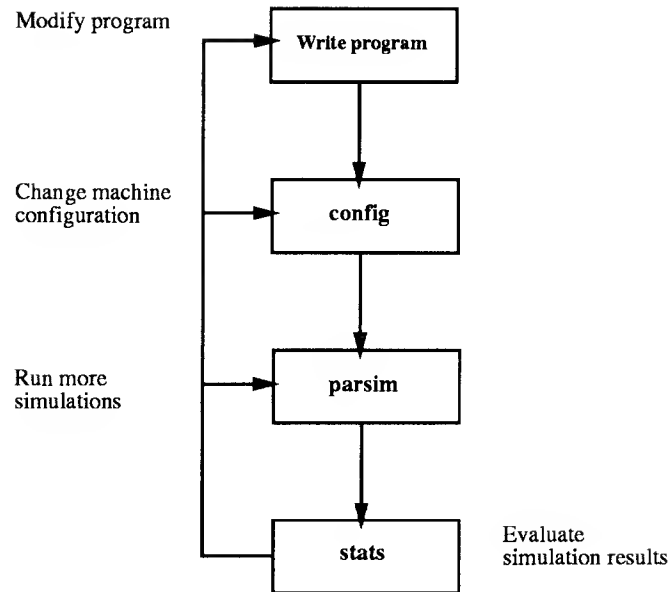 Modify program
Write program
Change machine
configuration
config
Run more
simulations
parsim
stats
Evaluate
simulation results